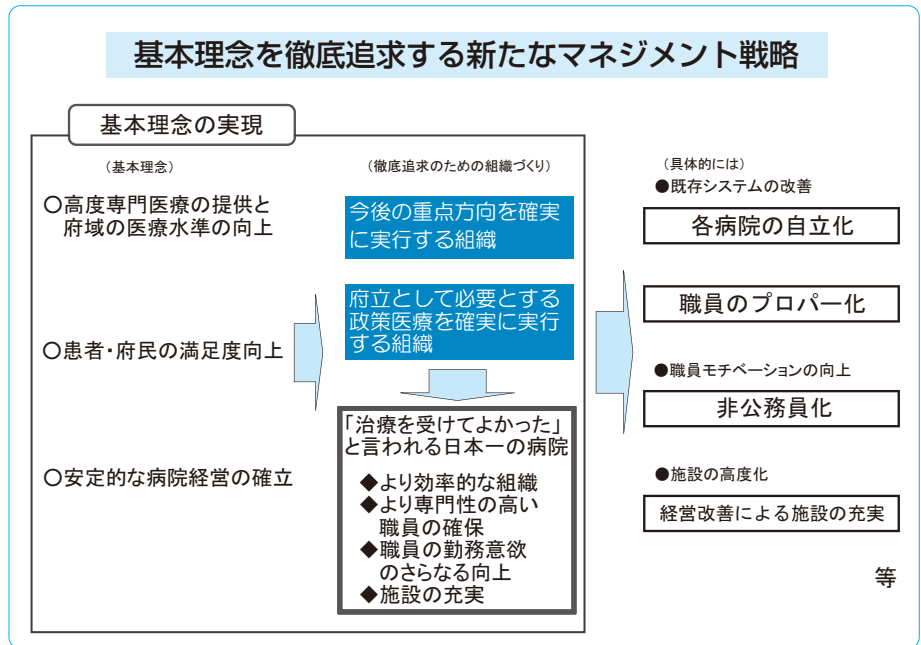 基本理念を徹底追求する新たなマネジメント戦略
基本理念の実現
(基本理念)
○高度専門医療の提供と
府域の医療水準の向上
○患者・府民の満足度向上
○安定的な病院経営の確立
(徹底追求のための組織づくり)
今後の重点方向を確実
に実行する組織
府立として必要とする
政策医療を確実に実行
する組織
「治療を受けてよかった」
と言われる日本一の病院
◆より効率的な組織
◆より専門性の高い
職員の確保
◆職員の勤務意欲
のさらなる向上
◆施設の充実
(具体的には)
●既存システムの改善
各病院の自立化
職員のプロパー化
●職員モチベーションの向上
非公務員化
●施設の高度化
経営改善による施設の充実
等